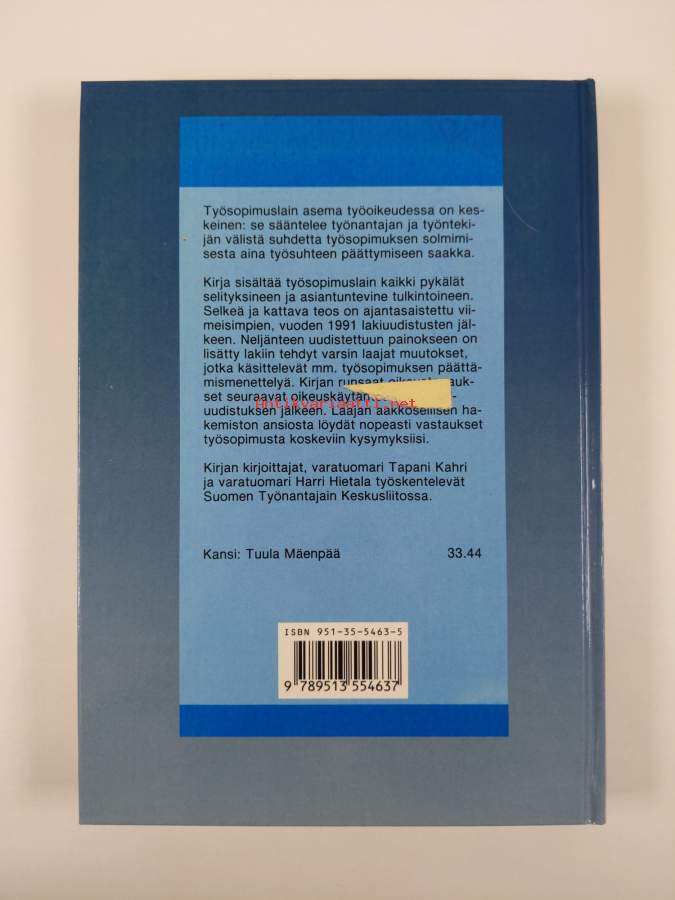 Työsopimuslain asema työoikeudessa on kes-
keinen: se sääntelee työnantajan ja työnteki-
jän välistä suhdetta työsopimuksen solmimi-
sesta aina työsuhteen päättymiseen saakka.
Kirja sisältää työsopimuslain kaikki pykälät
selityksineen ja asiantuntevine tulkintoineen.
Selkeä ja kattava teos on ajantasaistettu vii-
meisimpien, vuoden 1991 lakiuudistusten jäl-
keen. Neljänteen uudistettuun painokseen on
lisätty lakiin tehdyt varsin laajat muutokset,
jotka käsittelevät mm. työsopimuksen päättä-
mismenettelyä. Kirjan runsaat
set seuraavat
Antikvariaatti.net
uudistuksen jälkeen. Laajan aakkosellisen ha-
kemiston ansiosta löydät nopeasti vastaukset
työsopimusta koskeviin kysymyksiisi.
Kirjan kirjoittajat, varatuomari Tapani Kahri
ja varatuomari Harri Hietala työskentelevät
Suomen Työnantajain Keskusliitossa.
Kansi: Tuula Mäenpää 33.44
ISBN 951-35-5463-5
9 789513 554637